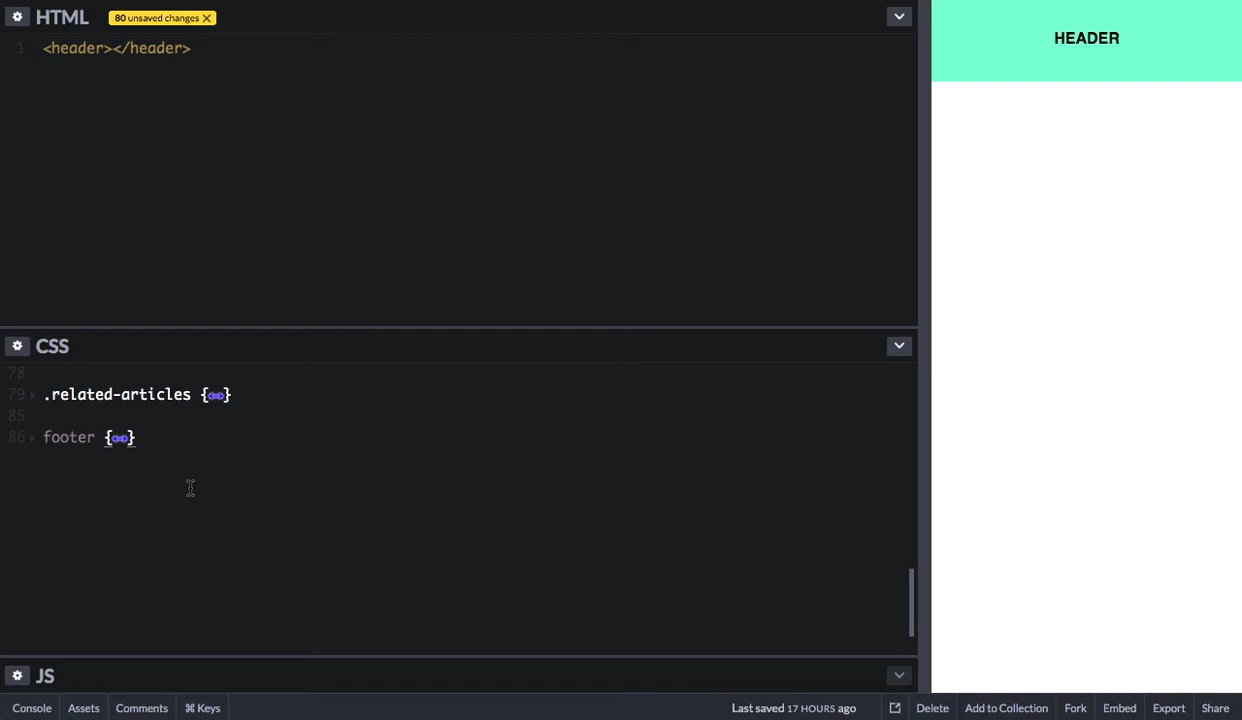 HTML
80 unsaved changes ×
HEADER
1 <header></header>
CSS
78
79 .related-articles {↔}
85
86 footer {↔}
JS
Console Assets Comments ⌘ Keys Last saved 17 HOURS ago Delete Add to Collection Fork Embed Export Share